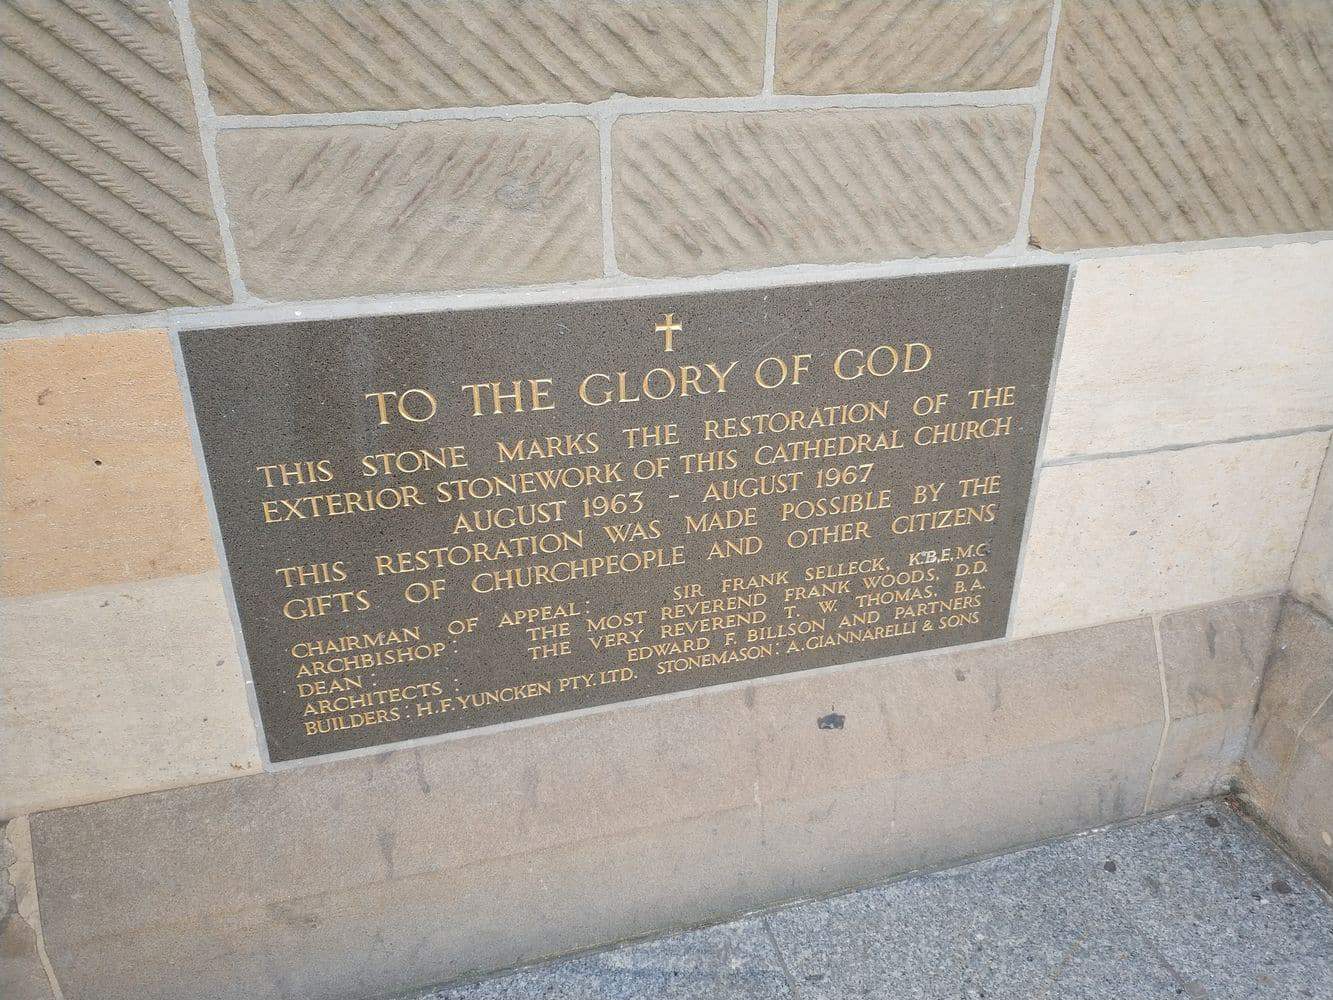 TO THE GLORY OF GOD
THIS STONE MARKS THE RESTORATION OF THE
EXTERIOR STONEWORK OF THIS CATHEDRAL CHURCH
AUGUST 1963 - AUGUST 1967
THIS RESTORATION WAS MADE POSSIBLE BY THE
GIFTS OF CHURCHPEOPLE AND OTHER CITIZENS
CHAIRMAN OF APPEAL: SIR FRANK SELLECK, K.B.E, M.C.
ARCHBISHOP: THE MOST REVEREND FRANK WOODS, D.D.
DEAN: THE VERY REVEREND T. W. THOMAS. B.A.
ARCHITECTS: EDWARD F. BILLSON AND PARTNERS
BUILDERS: H.F. YUNCKEN PTY. LTD. STONEMASON: A. GIANNARELLI & SONS